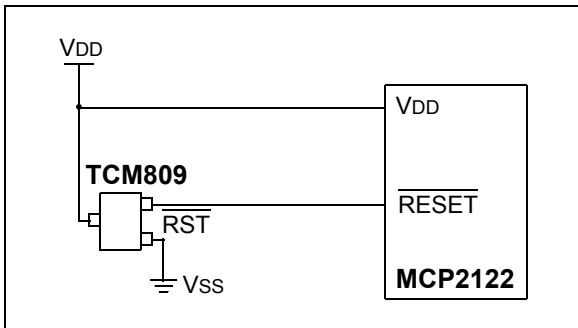 VDD
VDD
TCM809
RESET
RST
VSS
MCP2122